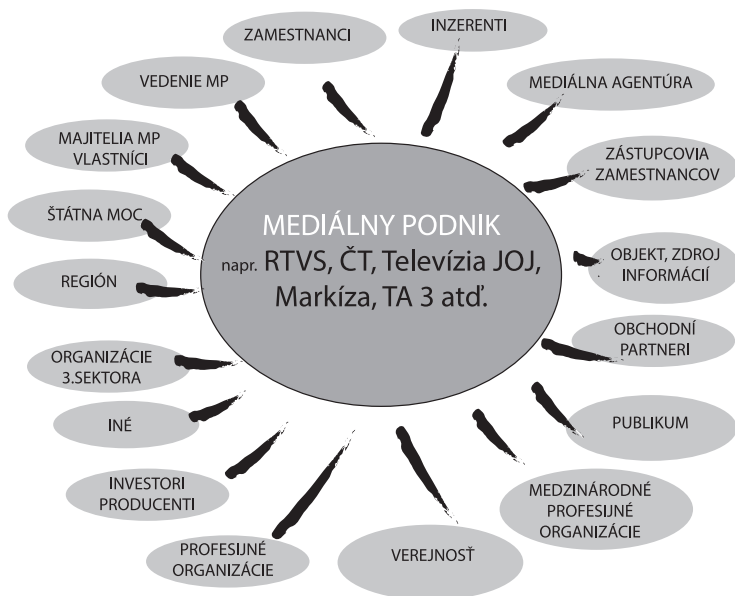 ZAMESTNANCI
INZERENTI
VEDENIE MP
MEDIÁLNA AGENTÚRA
MAJITELIA MP
VLASTNÍCI
ZÁSTUPCOVIA
ZAMESTNANCOV
ŠTÁTNA MOC
MEDIÁLNY PODNIK
napr. RTVS, ČT, Televízia JOJ,
Markíza, TA 3 atď.
OBJEKT, ZDROJ
INFORMÁCIÍ
REGIÓN
OBCHODNÍ
PARTNERI
ORGANIZÁCIE
3.SEKTORA
INÉ
PUBLIKUM
INVESTORI
PRODUCENTI
MEDZINÁRODNÉ
PROFESIJNÉ
ORGANIZÁCIE
PROFESIJNÉ
ORGANIZÁCIE
VEREJNOSŤ